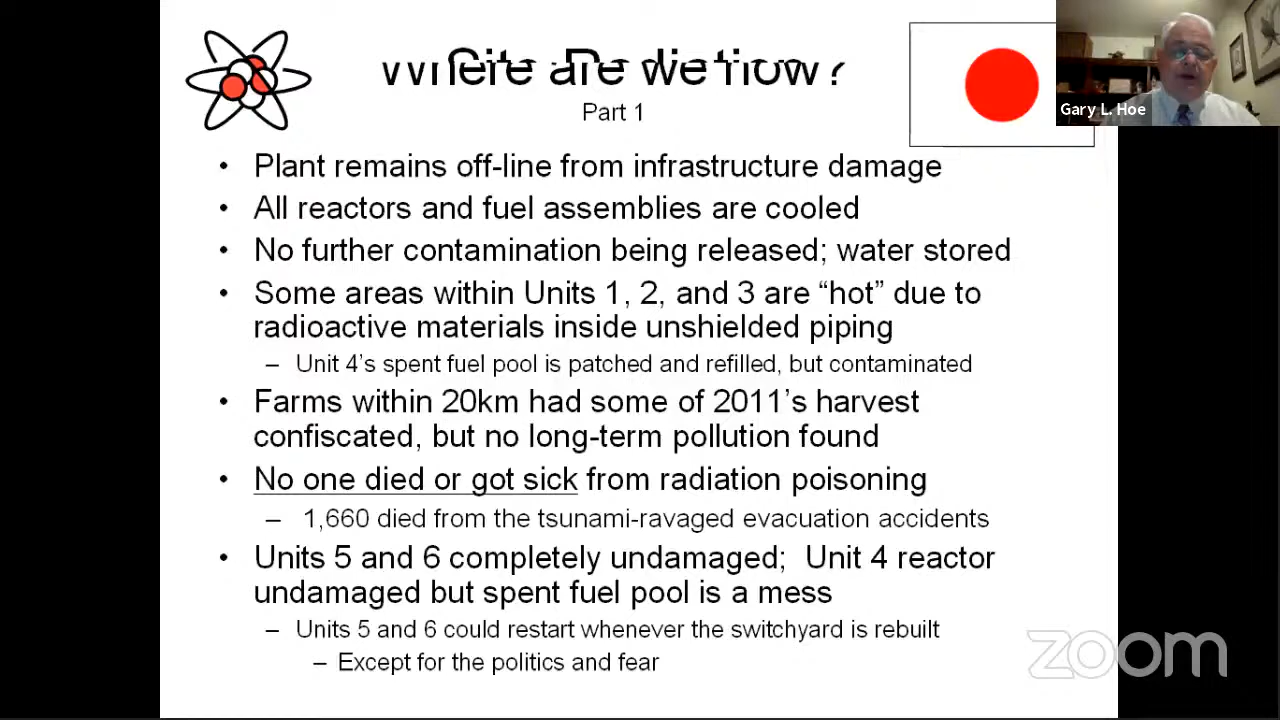 Where are we now?
Part 1
Gary L. Hoe
• Plant remains off-line from infrastructure damage
• All reactors and fuel assemblies are cooled
• No further contamination being released; water stored
• Some areas within Units 1, 2, and 3 are “hot” due to
radioactive materials inside unshielded piping
– Unit 4’s spent fuel pool is patched and refilled, but contaminated
• Farms within 20km had some of 2011’s harvest
confiscated, but no long-term pollution found
• No one died or got sick from radiation poisoning
– 1,660 died from the tsunami-ravaged evacuation accidents
• Units 5 and 6 completely undamaged; Unit 4 reactor
undamaged but spent fuel pool is a mess
– Units 5 and 6 could restart whenever the switchyard is rebuilt
– Except for the politics and fear
zoom